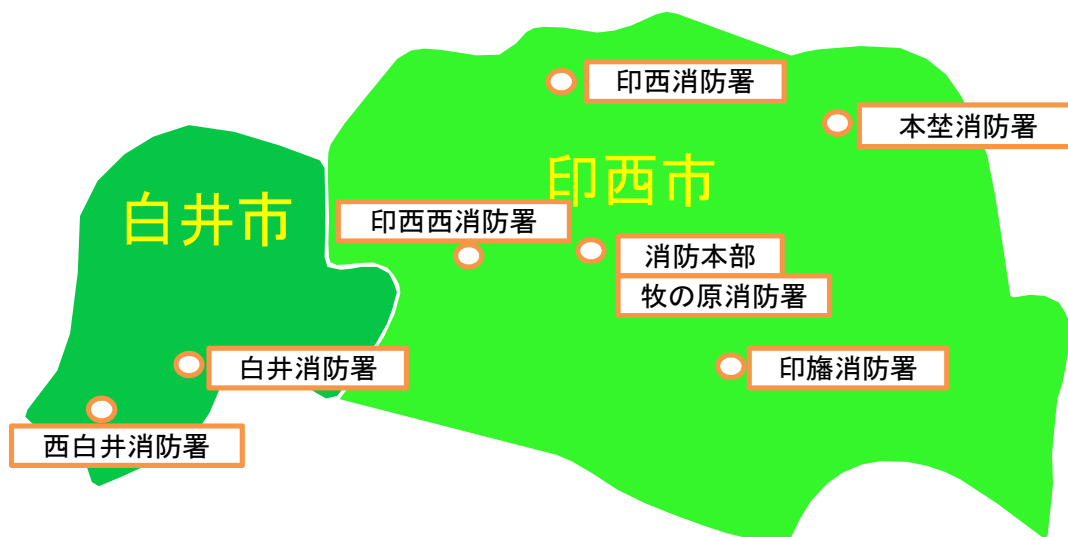 印西消防署
本埜消防署
印西市
白井市
印西西消防署
消防本部
牧の原消防署
白井消防署
印旛消防署
西白井消防署